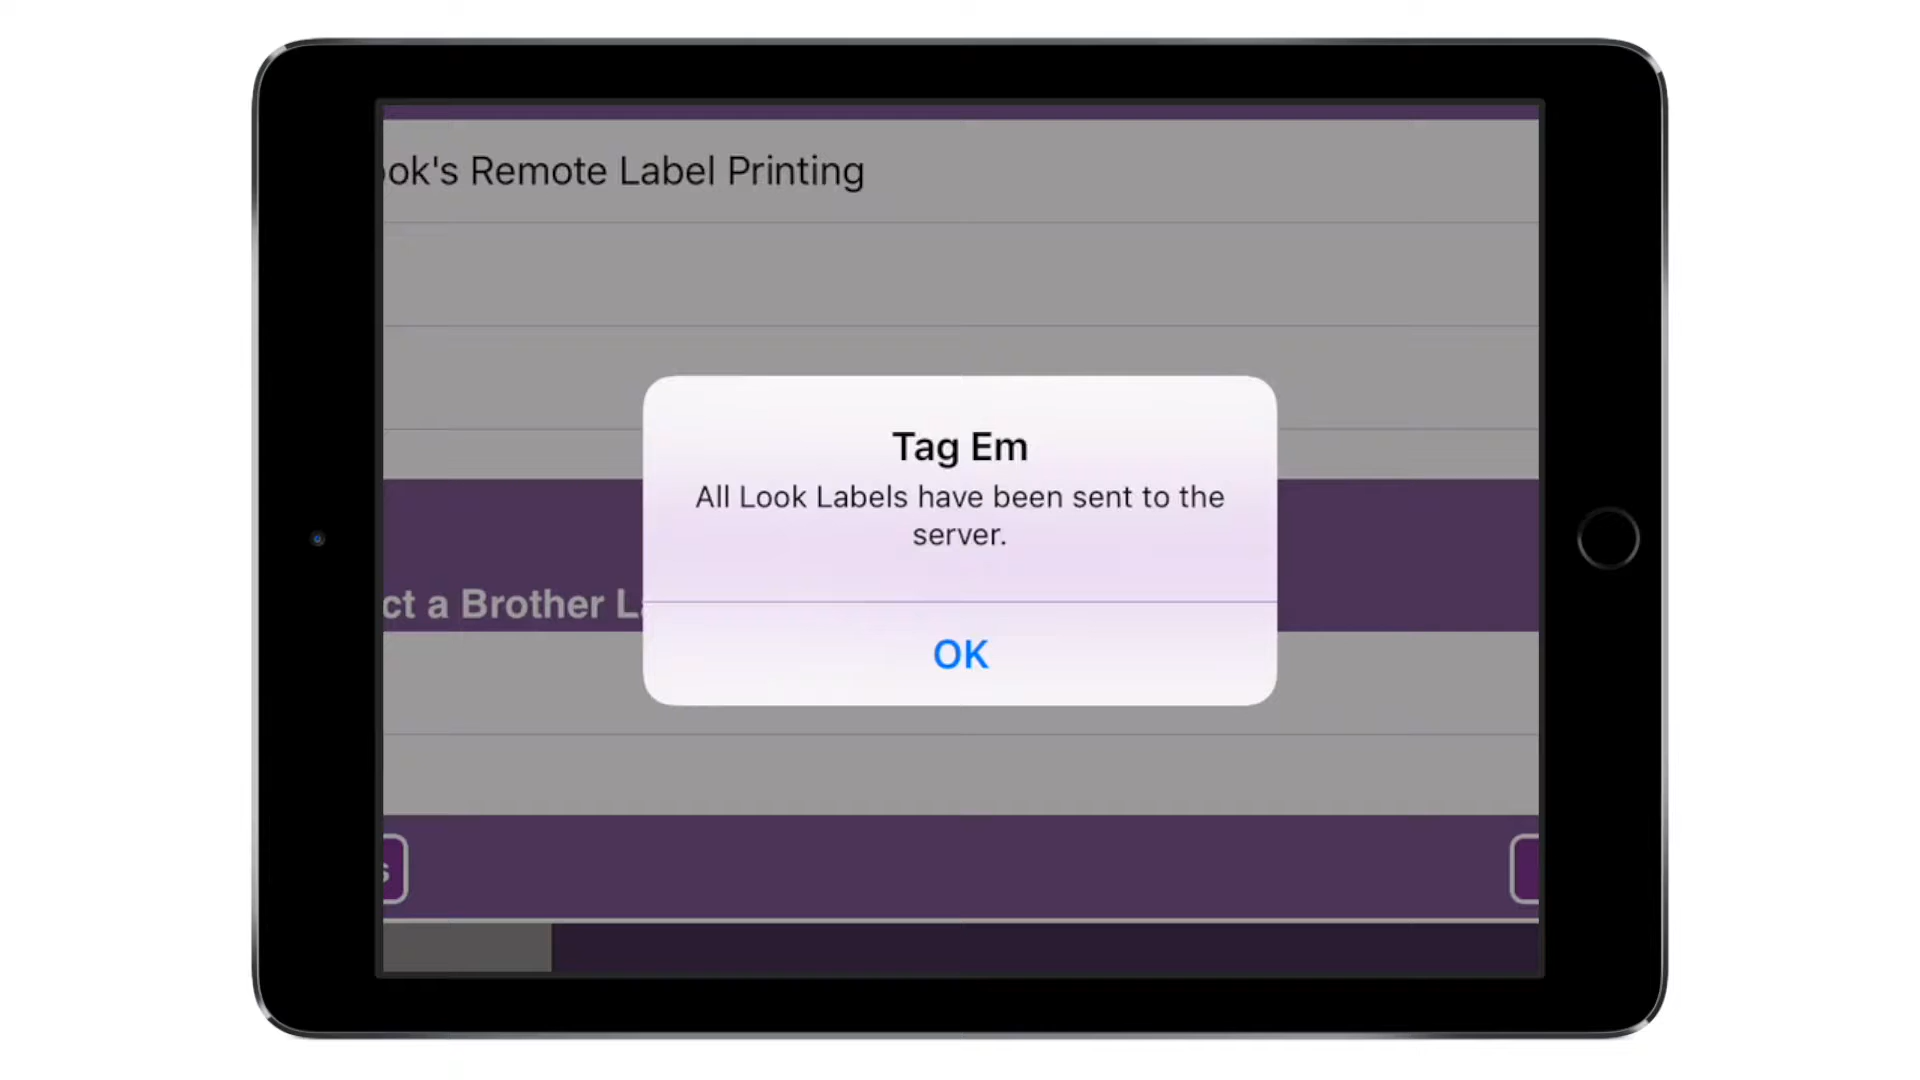 ok's Remote Label Printing
Tag Em
All Look Labels have been sent to the
server.
ct a Brother L
OK
s